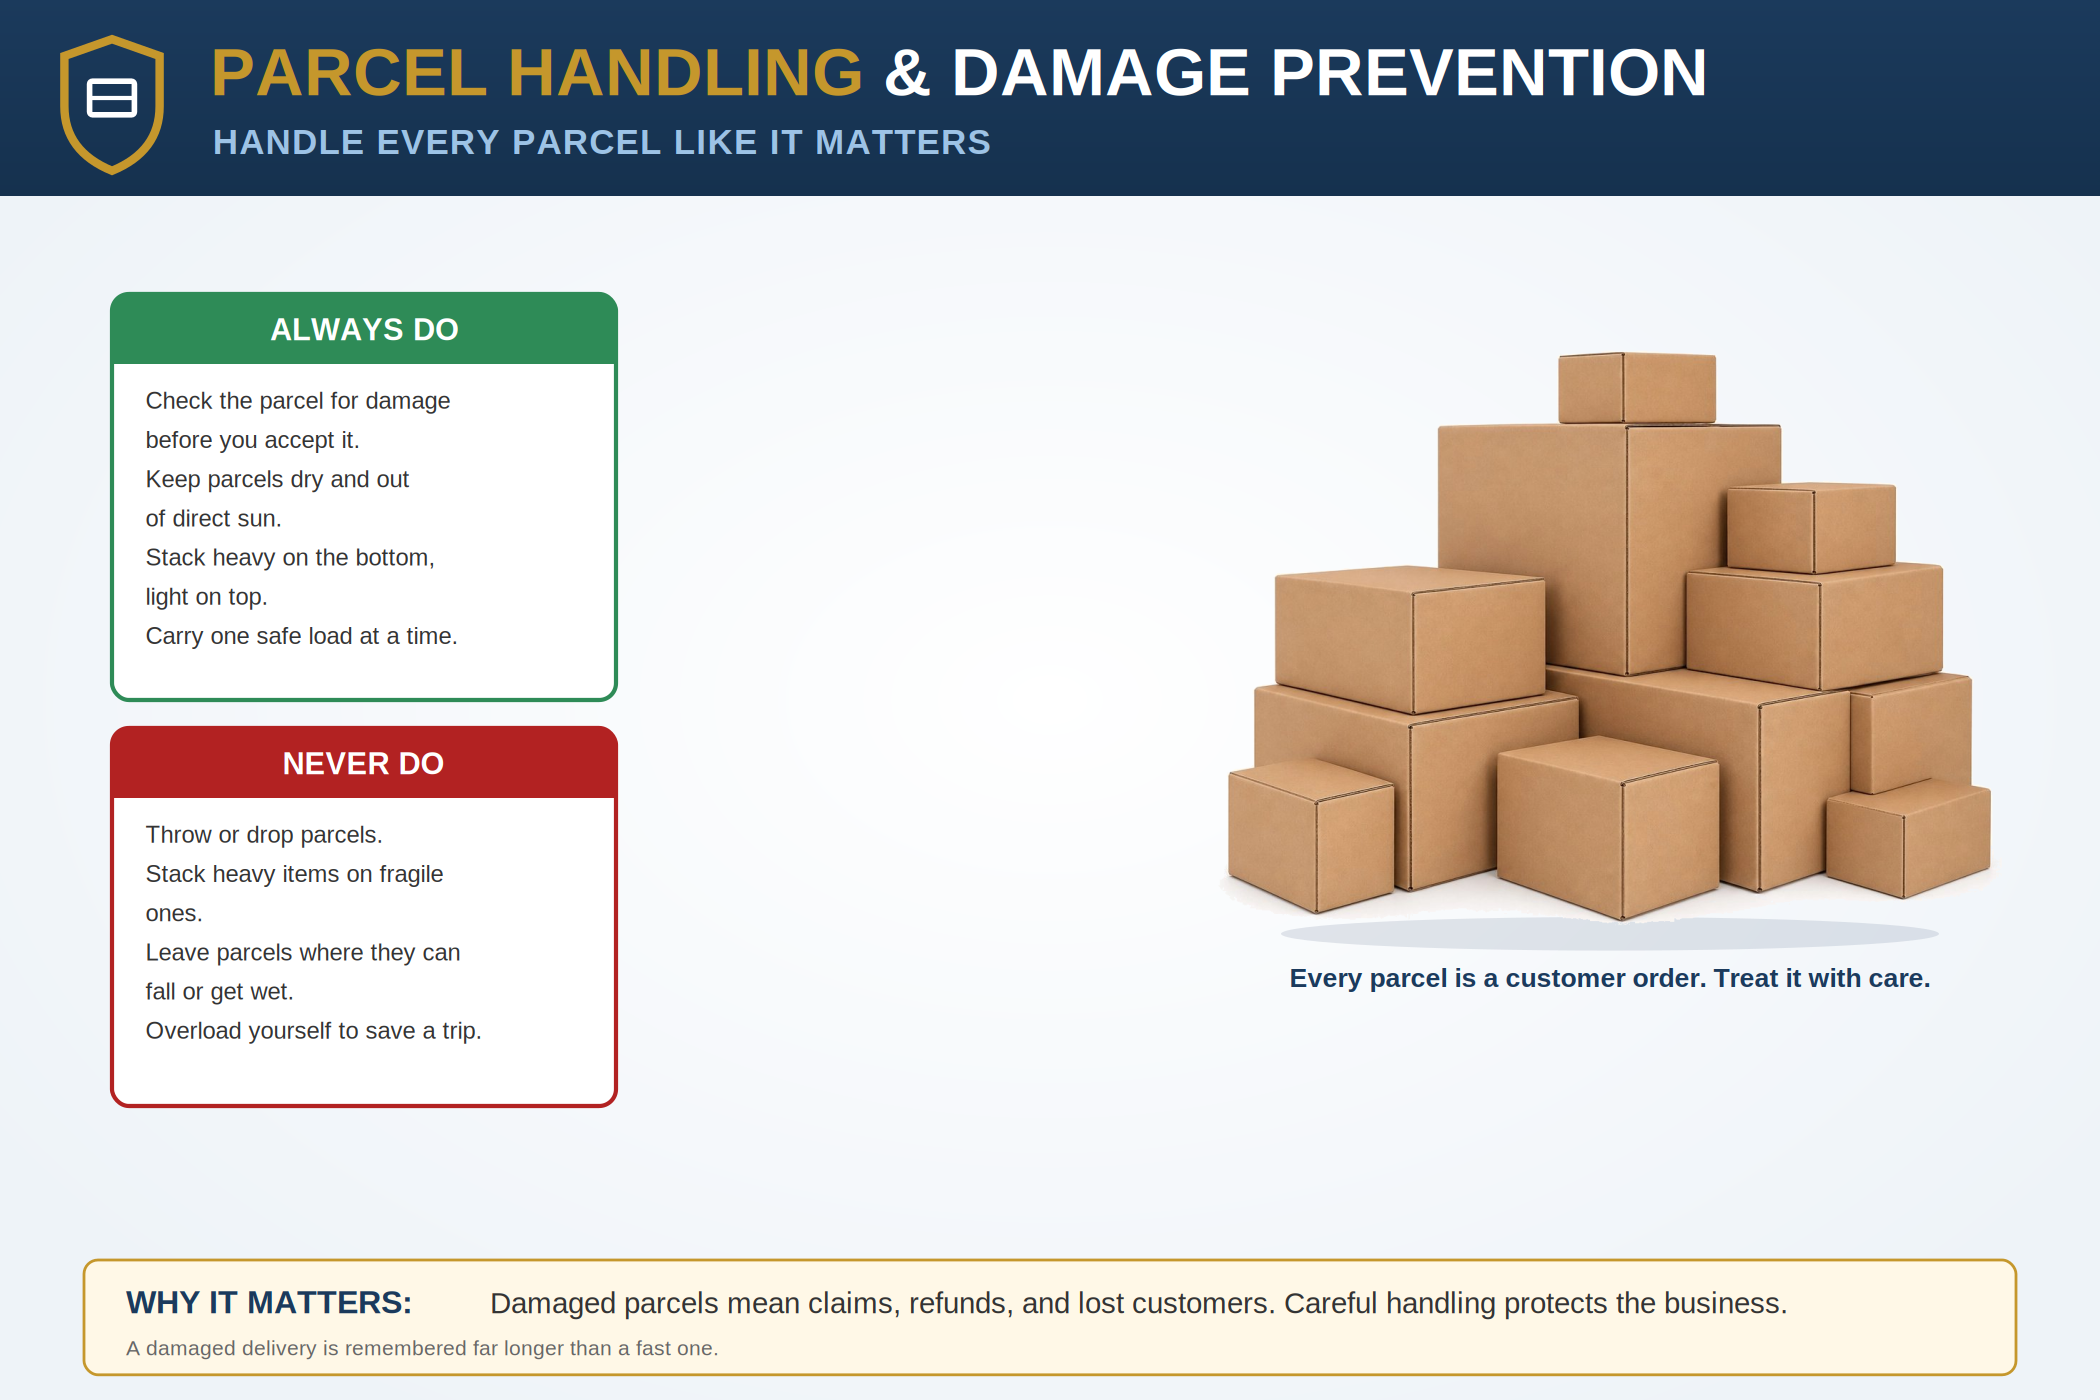 PARCEL HANDLING & DAMAGE PREVENTION
HANDLE EVERY PARCEL LIKE IT MATTERS
ALWAYS DO
Check the parcel for damage
before you accept it.
Keep parcels dry and out
of direct sun.
Stack heavy on the bottom,
light on top.
Carry one safe load at a time.
NEVER DO
Throw or drop parcels.
Stack heavy items on fragile
ones.
Leave parcels where they can
fall or get wet.
Overload yourself to save a trip.
Every parcel is a customer order. Treat it with care.
WHY IT MATTERS: Damaged parcels mean claims, refunds, and lost customers. Careful handling protects the business.
A damaged delivery is remembered far longer than a fast one.